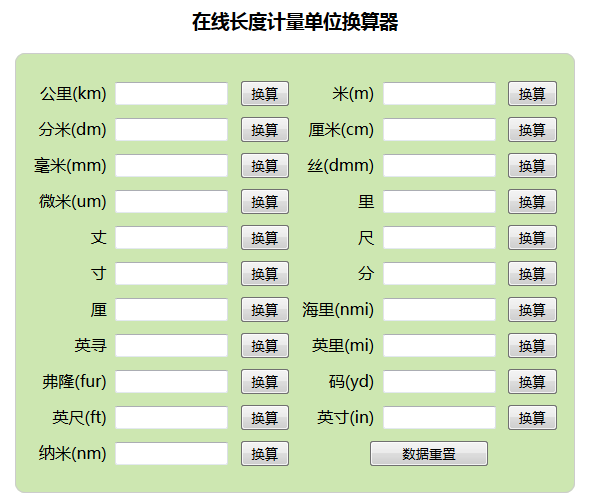 在线长度计量单位换算器
公里(km) 换算 米(m) 换算
分米(dm) 换算 厘米(cm) 换算
毫米(mm) 换算 丝(dmm) 换算
微米(um) 换算 里 换算
丈 换算 尺 换算
寸 换算 分 换算
厘 换算 海里(nmi) 换算
英寻 换算 英里(mi) 换算
弗隆(fur) 换算 码(yd) 换算
英尺(ft) 换算 英寸(in) 换算
纳米(nm) 换算 数据重置